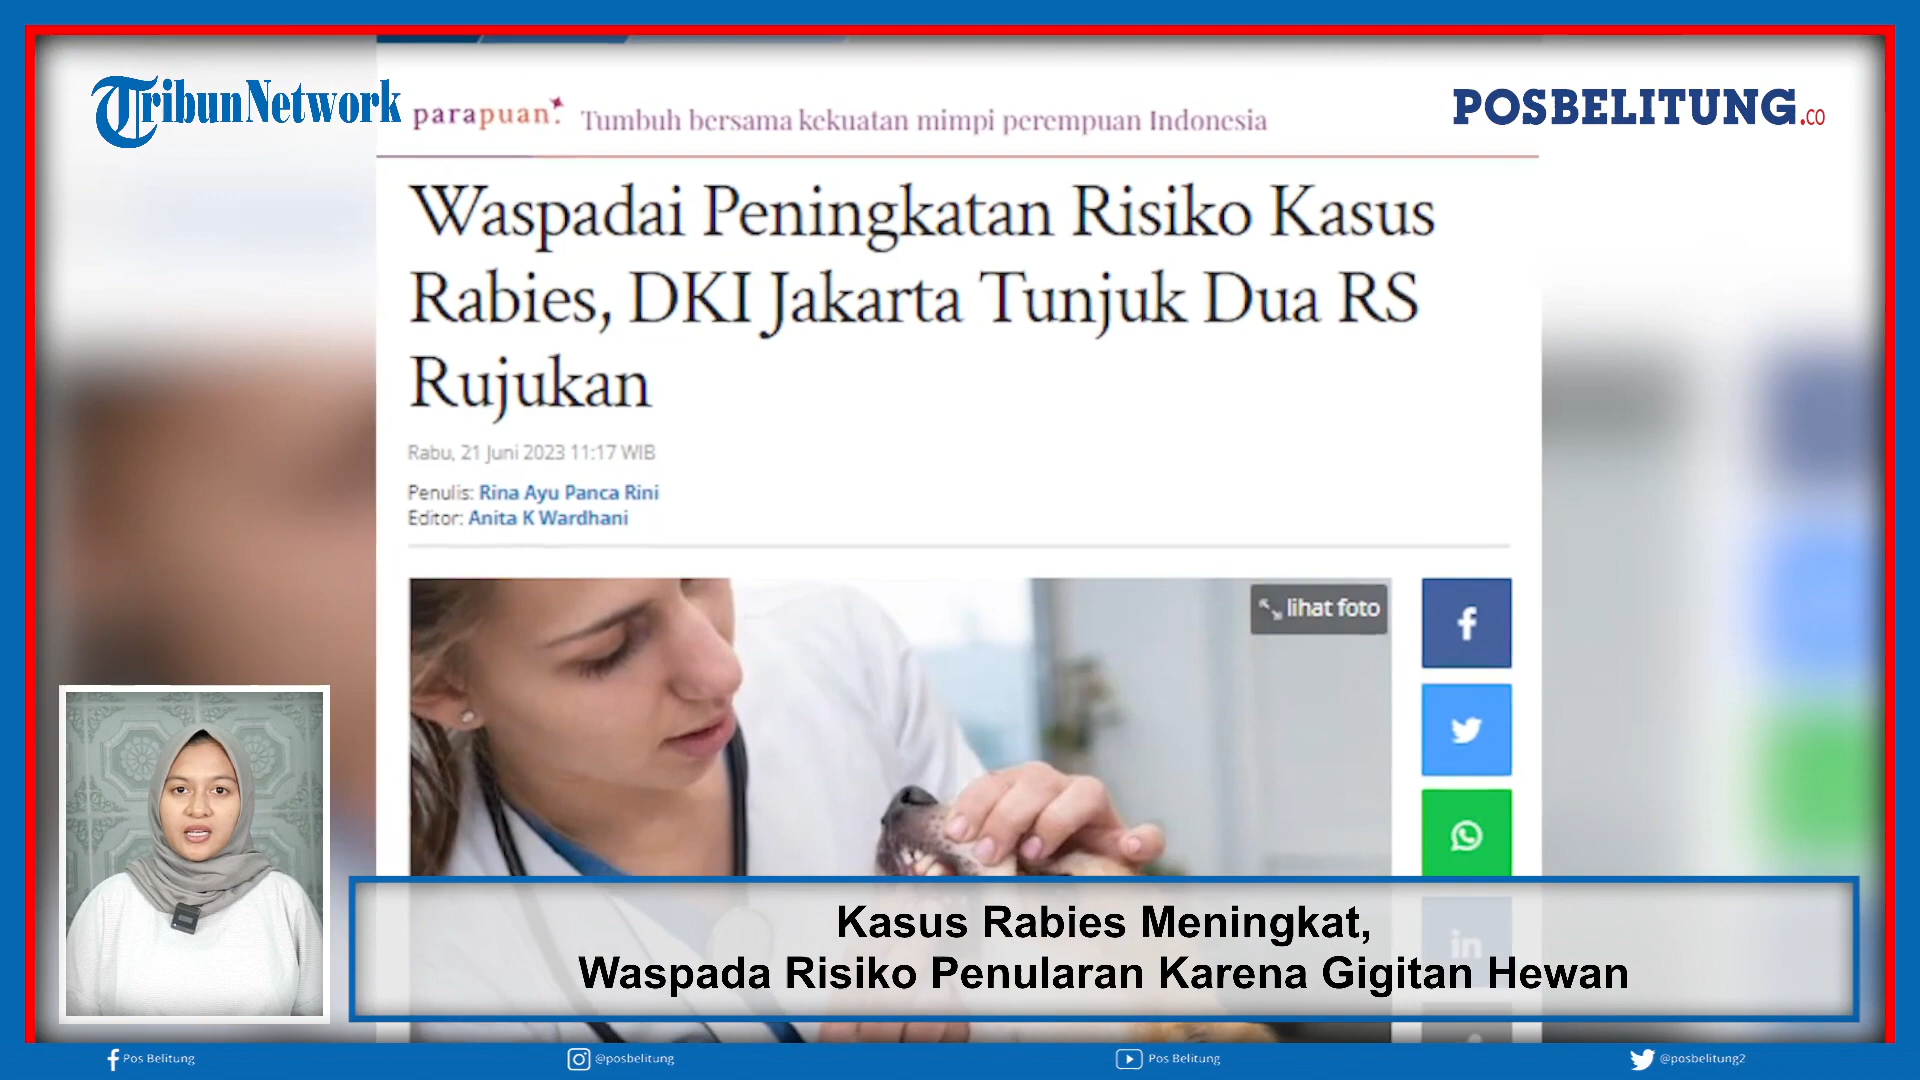 TribunNetwork
parapuan. Tumbuh bersama kekuatan mimpi perempuan Indonesia
POSBELITUNG.CO
Waspadai Peningkatan Risiko Kasus
Rabies, DKI Jakarta Tunjuk Dua RS
Rujukan
Rabu, 21 Juni 2023 11:17 WIB
Penulis: Rina Ayu Panca Rini
Editor: Anita K Wardhani
lihat foto
in
Kasus Rabies Meningkat,
Waspada Risiko Penularan Karena Gigitan Hewan
Pos Belitung
@posbelitung
Pos Belitung
@posbelitung2